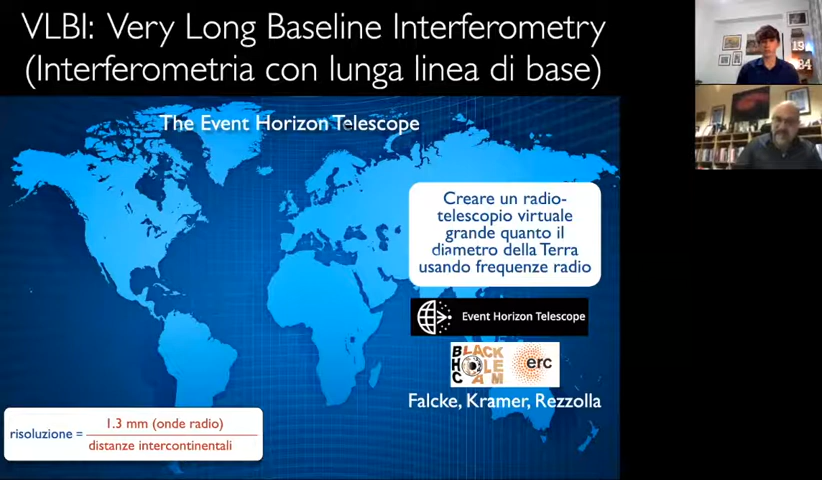 VLBI: Very Long Baseline Interferometry
(Interferometria con lunga linea di base)
The Event Horizon Telescope
Creare un radio-
telescopio virtuale
grande quanto il
diametro della Terra
usando frequenze radio
Event Horizon Telescope
BLACK
HOLE
CAM
erc
Falcke, Kramer, Rezzolla
risoluzione = 1.3 mm (onde radio)
distanze intercontinentali
19
84